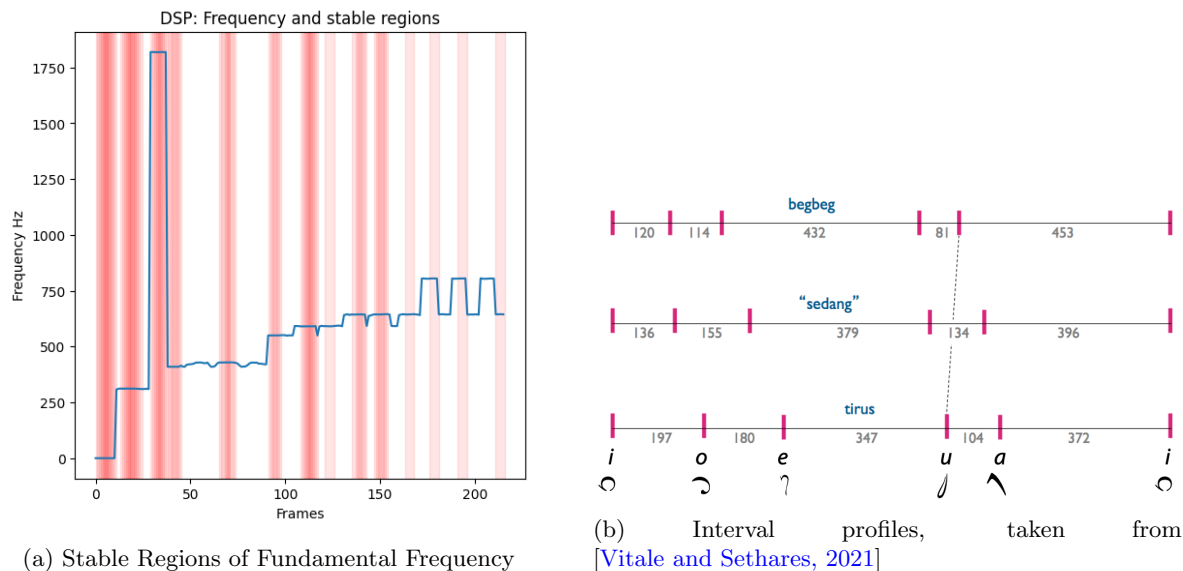 DSP: Frequency and stable regions
1750
1500
1250
1000
750
500
250
0
Frequency Hz
0 50 100 150 200
Frames
(a) Stable Regions of Fundamental Frequency
begbeg
120 114 432 81 453
“sedang”
136 155 379 134 396
tirus
197 180 347 104 372
i o e u a i
(b) Interval profiles, taken from
[Vitale and Sethares, 2021]